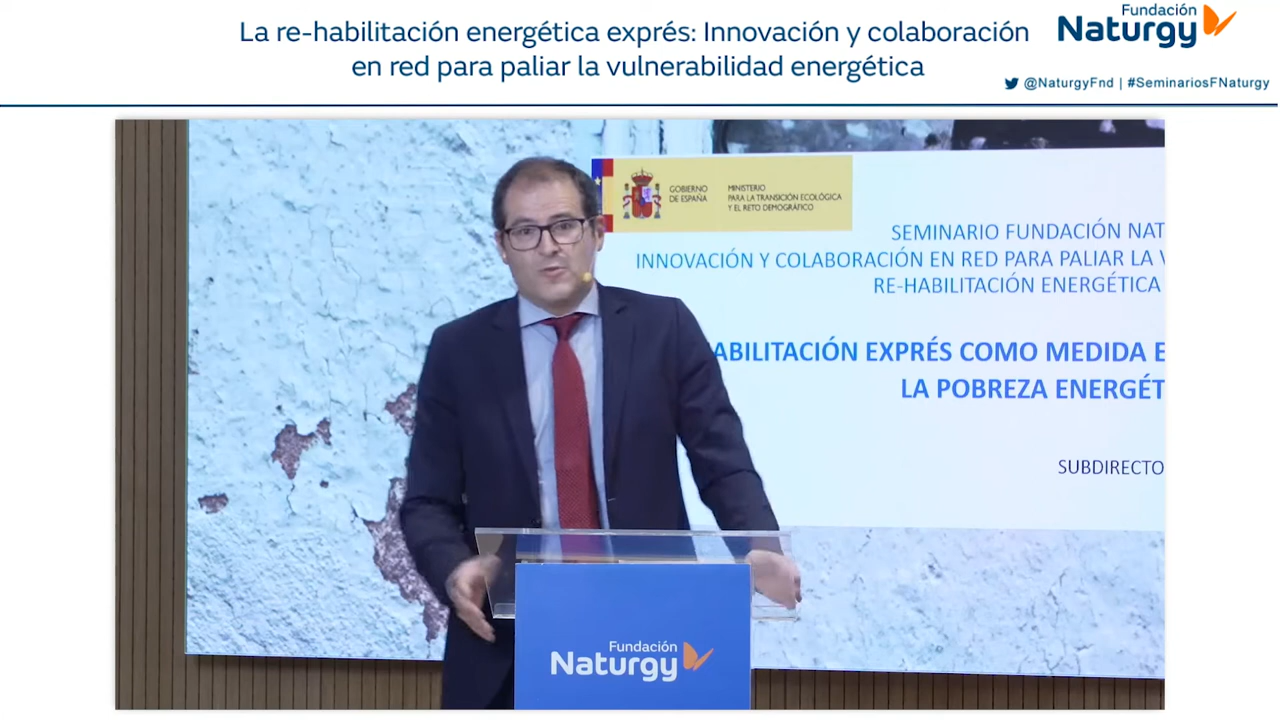 La re-habilitación energética exprés: Innovación y colaboración
en red para paliar la vulnerabilidad energética
Fundación
Naturgy
@NaturgyFnd | #SeminariosFNaturgy
GOBIERNO
DE ESPAÑA
MINISTERIO
PARA LA TRANSICIÓN ECOLÓGICA
Y EL RETO DEMOGRÁFICO
SEMINARIO FUNDACIÓN NAT
INNOVACIÓN Y COLABORACIÓN EN RED PARA PALIAR LA V
RE-HABILITACIÓN ENERGÉTICA
ABILITACIÓN EXPRÉS COMO MEDIDA E
LA POBREZA ENERGÉT
SUBDIRECTO
Fundación
Naturgy